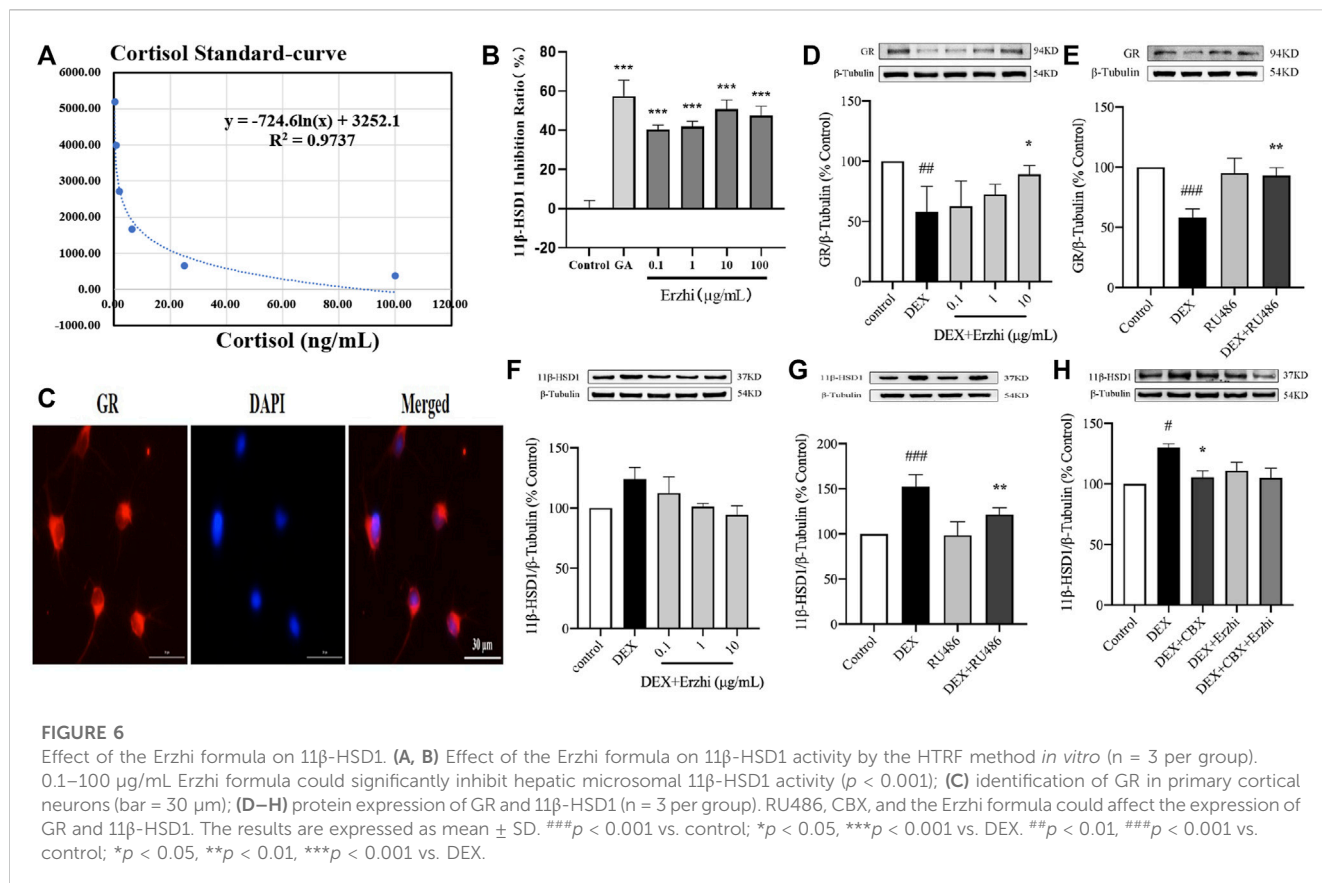 A
Cortisol Standard-curve
6000.00
5000.00
4000.00
3000.00
2000.00
1000.00
0.00
-1000.00
y = -724.6ln(x) + 3252.1
R² = 0.9737
0.00 20.00 40.00 60.00 80.00 100.00 120.00
Cortisol (ng/mL)
B
11β-HSD1 Inhibition Ratio (%)
80
60
40
20
0
-20
*** *** *** *** ***
Control GA 0.1 1 10 100
Erzhi (μg/mL)
D
GR 94KD
β-Tubulin 54KD
GR/β-Tubulin (% Control)
150
100
50
0
## *
control DEX 0.1 1 10
DEX+Erzhi (μg/mL)
E
GR 94KD
β-Tubulin 54KD
GR/β-Tubulin (% Control)
150
100
50
0
### **
Control DEX RU486 DEX+RU486
C
GR DAPI Merged
30 μm
F
11β-HSD1 37KD
β-Tubulin 54KD
11β-HSD1/β-Tubulin (% Control)
150
100
50
0
control DEX 0.1 1 10
DEX+Erzhi (μg/mL)
G
11β-HSD1 37KD
β-Tubulin 54KD
11β-HSD1/β-Tubulin (% Control)
200
150
100
50
0
### **
Control DEX RU486 DEX+RU486
H
11β-HSD1 37KD
β-Tubulin 54KD
11β-HSD1/β-Tubulin (% Control)
150
100
50
0
# *
Control DEX DEX+CBX DEX+Erzhi DEX+CBX+Erzhi
FIGURE 6
Effect of the Erzhi formula on 11β-HSD1. (A, B) Effect of the Erzhi formula on 11β-HSD1 activity by the HTRF method in vitro (n = 3 per group).
0.1–100 μg/mL Erzhi formula could significantly inhibit hepatic microsomal 11β-HSD1 activity (p < 0.001); (C) identification of GR in primary cortical
neurons (bar = 30 μm); (D–H) protein expression of GR and 11β-HSD1 (n = 3 per group). RU486, CBX, and the Erzhi formula could affect the expression of
GR and 11β-HSD1. The results are expressed as mean ± SD. ###p < 0.001 vs. control; *p < 0.05, ***p < 0.001 vs. DEX. ##p < 0.01, ###p < 0.001 vs.
control; *p < 0.05, **p < 0.01, ***p < 0.001 vs. DEX.